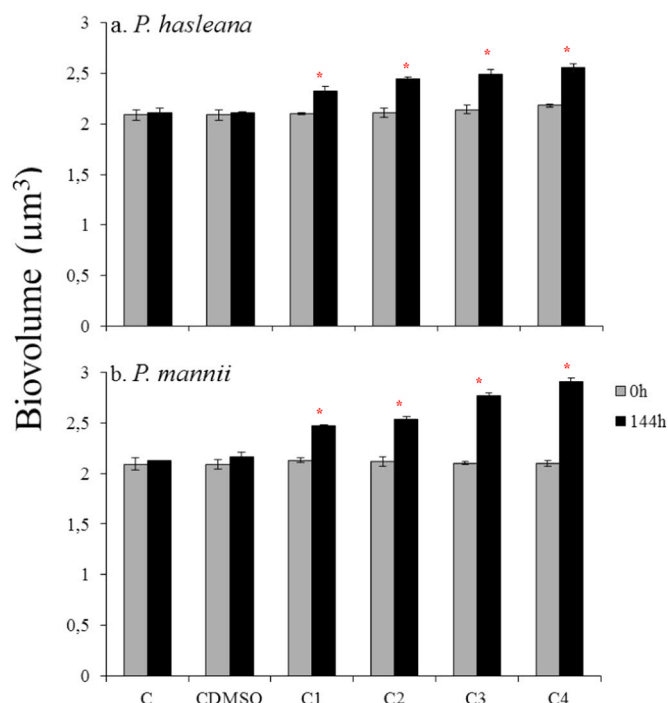 Biovolume (µm³)
a. P. hasleana
3
2,5
2
1,5
1
0,5
0
*
*
*
*
b. P. mannii
3
2,5
2
1,5
1
0,5
0
*
*
*
*
0h
144h
C
CDMSO
C1
C2
C3
C4